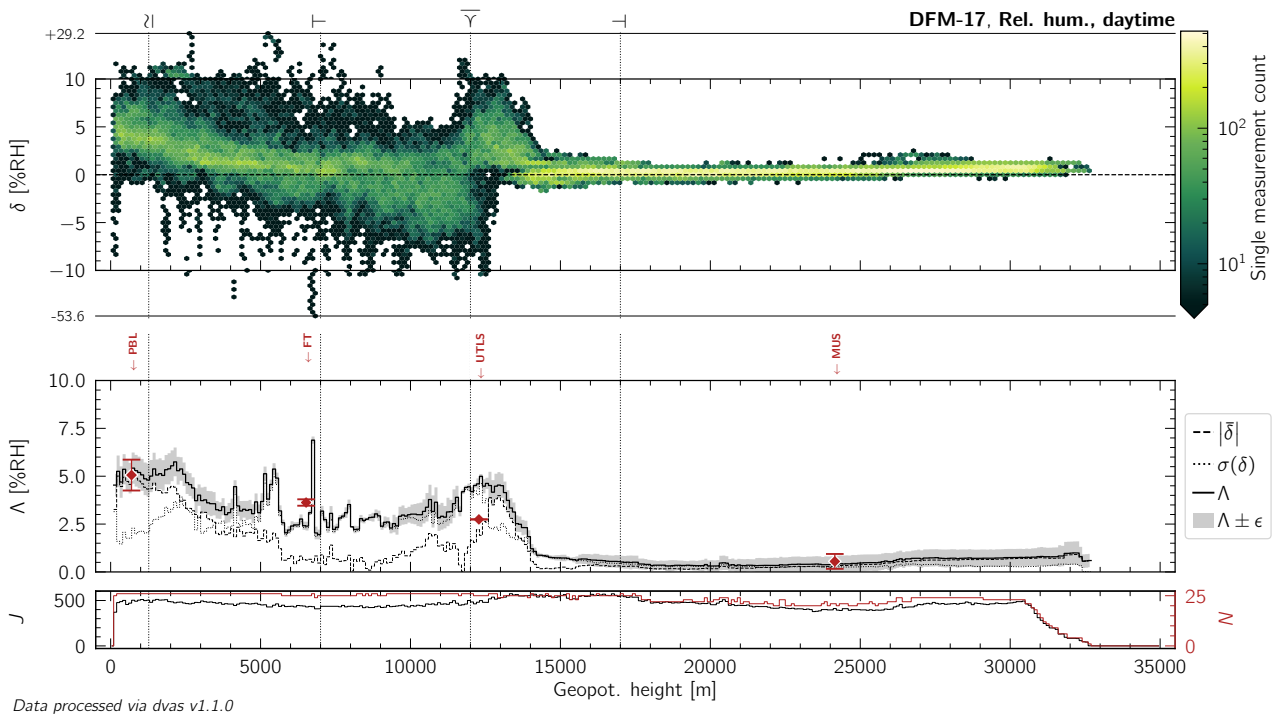 DFM-17, Rel. hum., daytime
+29.2
10
5
0
−5
−10
-53.6
δ [%RH]
10²
10¹
Single measurement count
PBL
FT
UTLS
MUS
10.0
7.5
5.0
2.5
0.0
Λ [%RH]
|δ̄|
σ(δ)
Λ
Λ ± ϵ
500
0
J
25
0
N
0 5000 10000 15000 20000 25000 30000 35000
Geopot. height [m]
Data processed via dvas v1.1.0